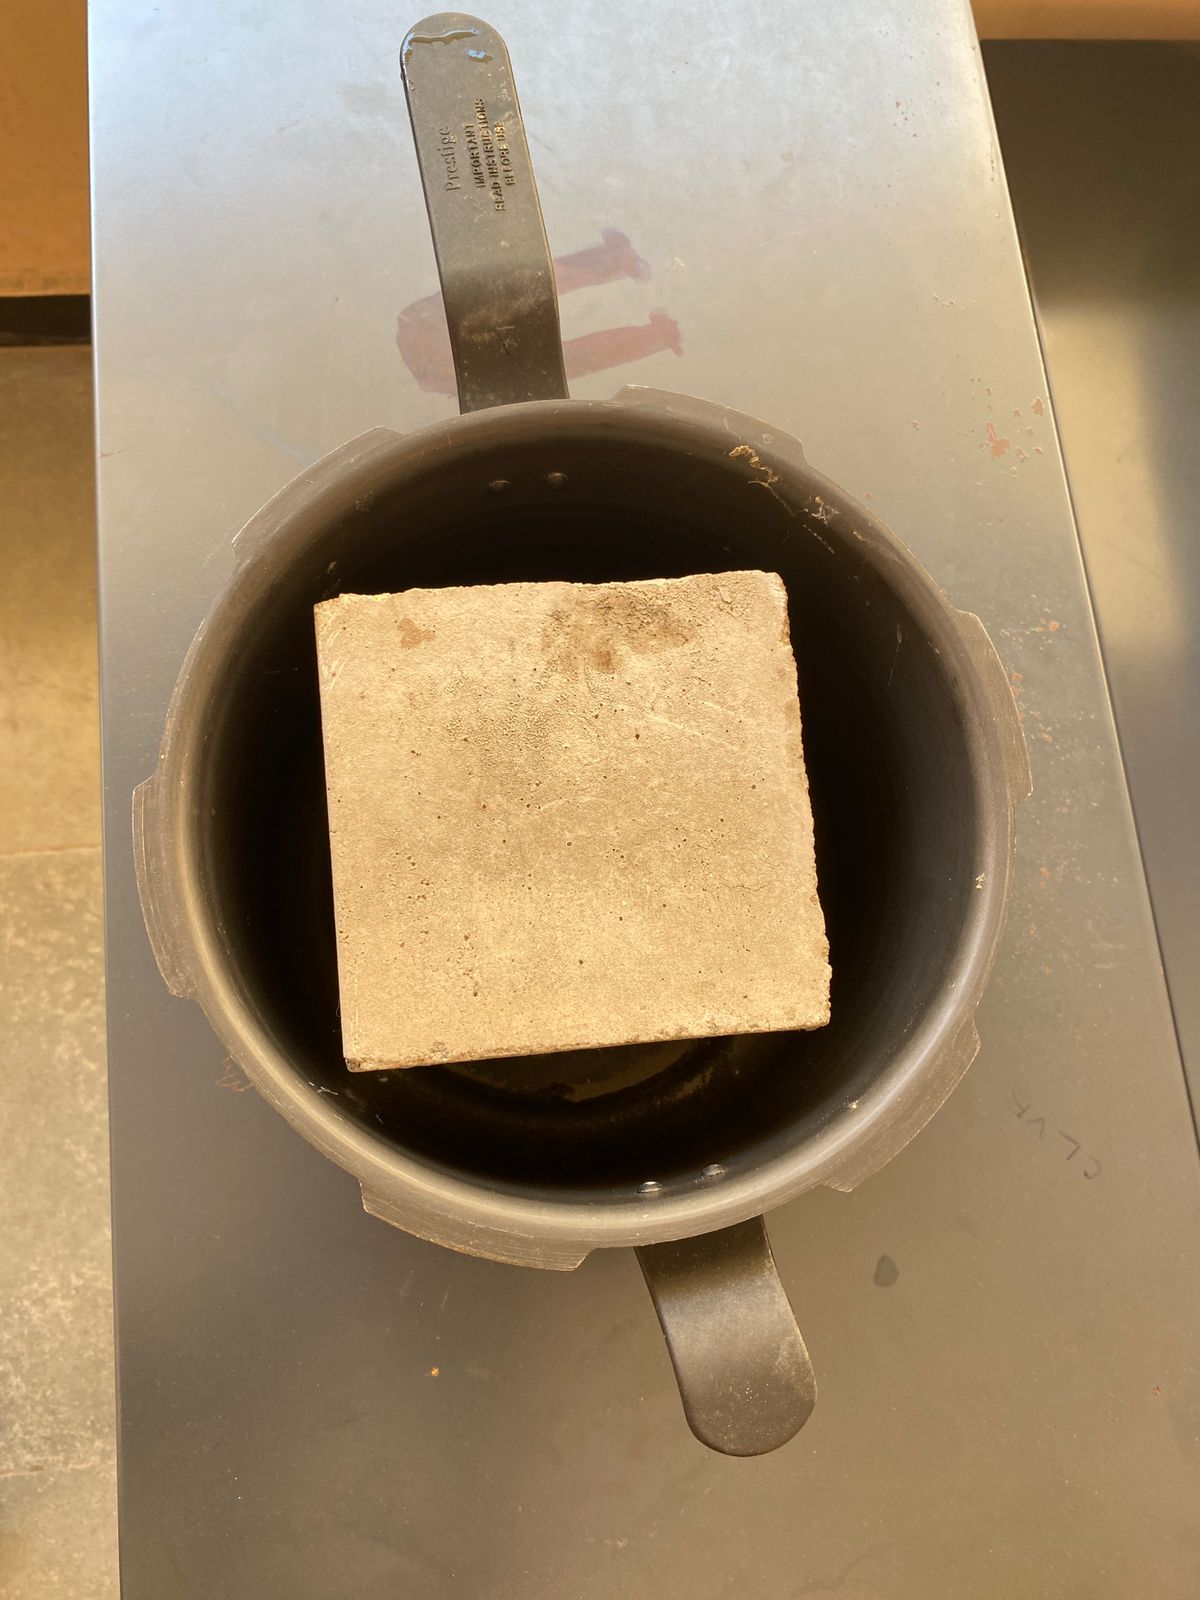 Prestige
IMPORTANT
READ INSTRUCTIONS
BEFORE USE